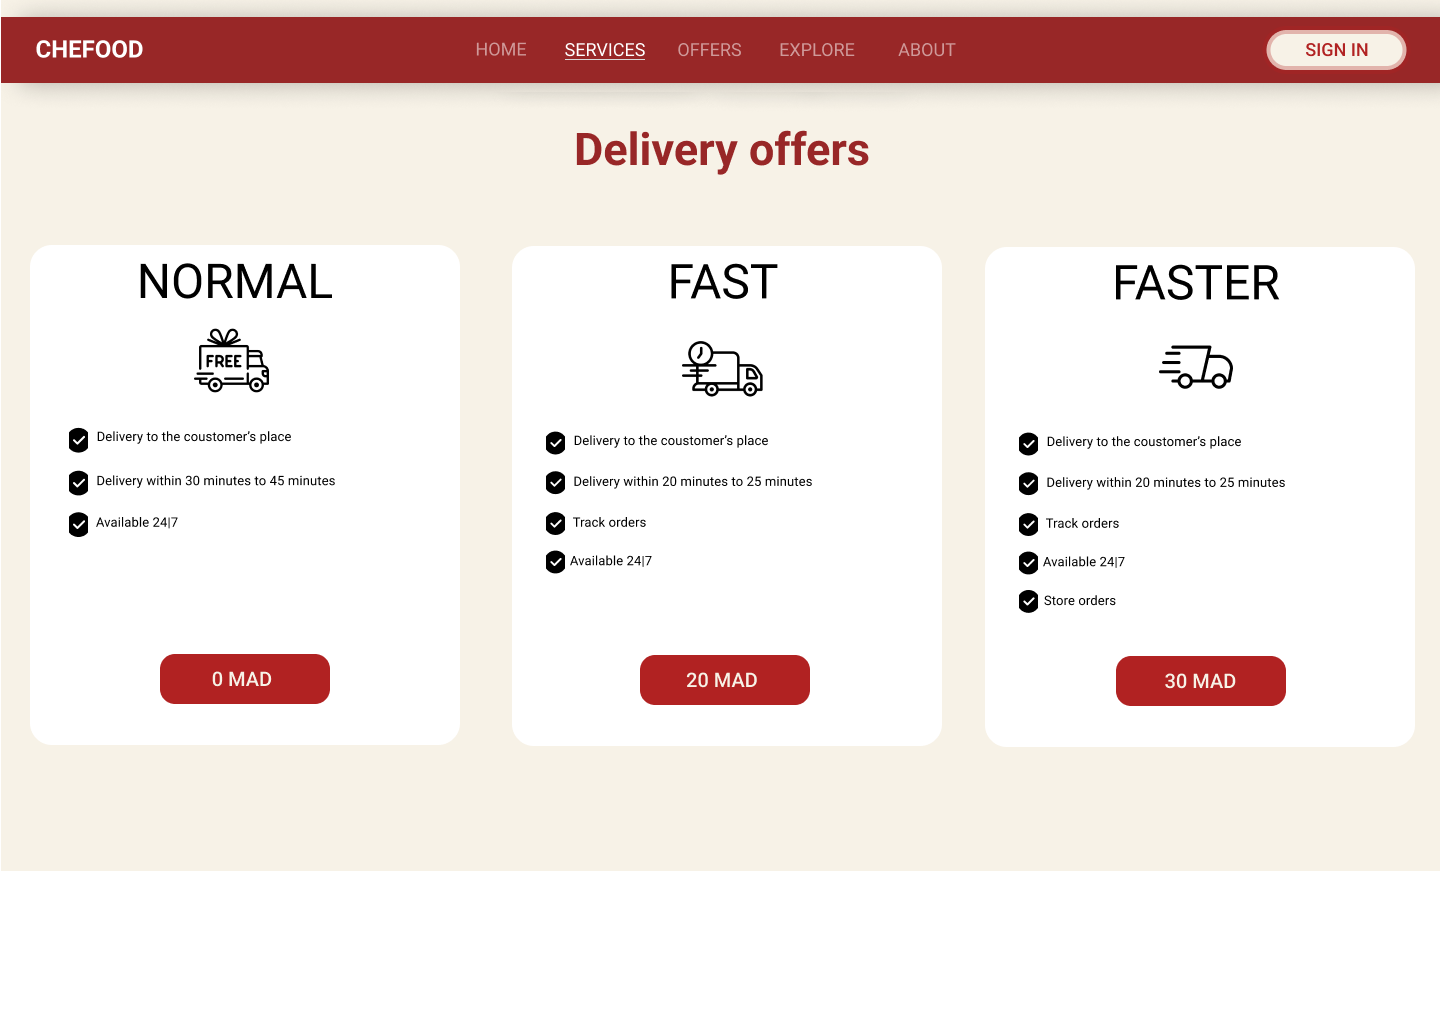 CHEFOOD
HOME
SERVICES
OFFERS
EXPLORE
ABOUT
SIGN IN
Delivery offers
NORMAL
FREE
Delivery to the coustomer's place
Delivery within 30 minutes to 45 minutes
Available 24|7
0 MAD
FAST
Delivery to the coustomer's place
Delivery within 20 minutes to 25 minutes
Track orders
Available 24|7
20 MAD
FASTER
Delivery to the coustomer's place
Delivery within 20 minutes to 25 minutes
Track orders
Available 24|7
Store orders
30 MAD